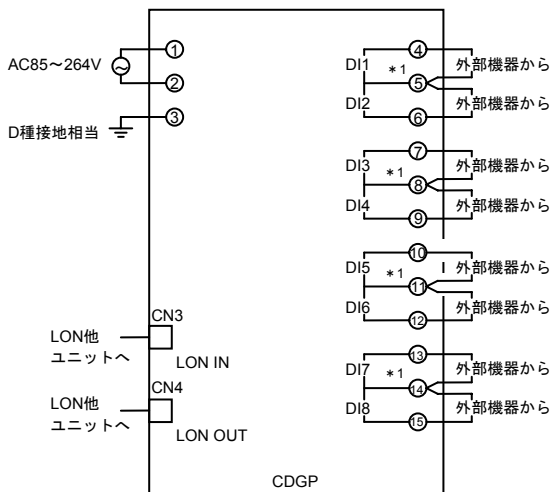 AC85～264V
①
②
③
D種接地相当
CN3
LON他
ユニットへ
LON IN
CN4
LON他
ユニットへ
LON OUT
CDGP
④
DI1
＊1
⑤
DI2
⑥
外部機器から
外部機器から
⑦
DI3
＊1
⑧
DI4
⑨
外部機器から
外部機器から
⑩
DI5
＊1
⑪
DI6
⑫
外部機器から
外部機器から
⑬
DI7
＊1
⑭
DI8
⑮
外部機器から
外部機器から